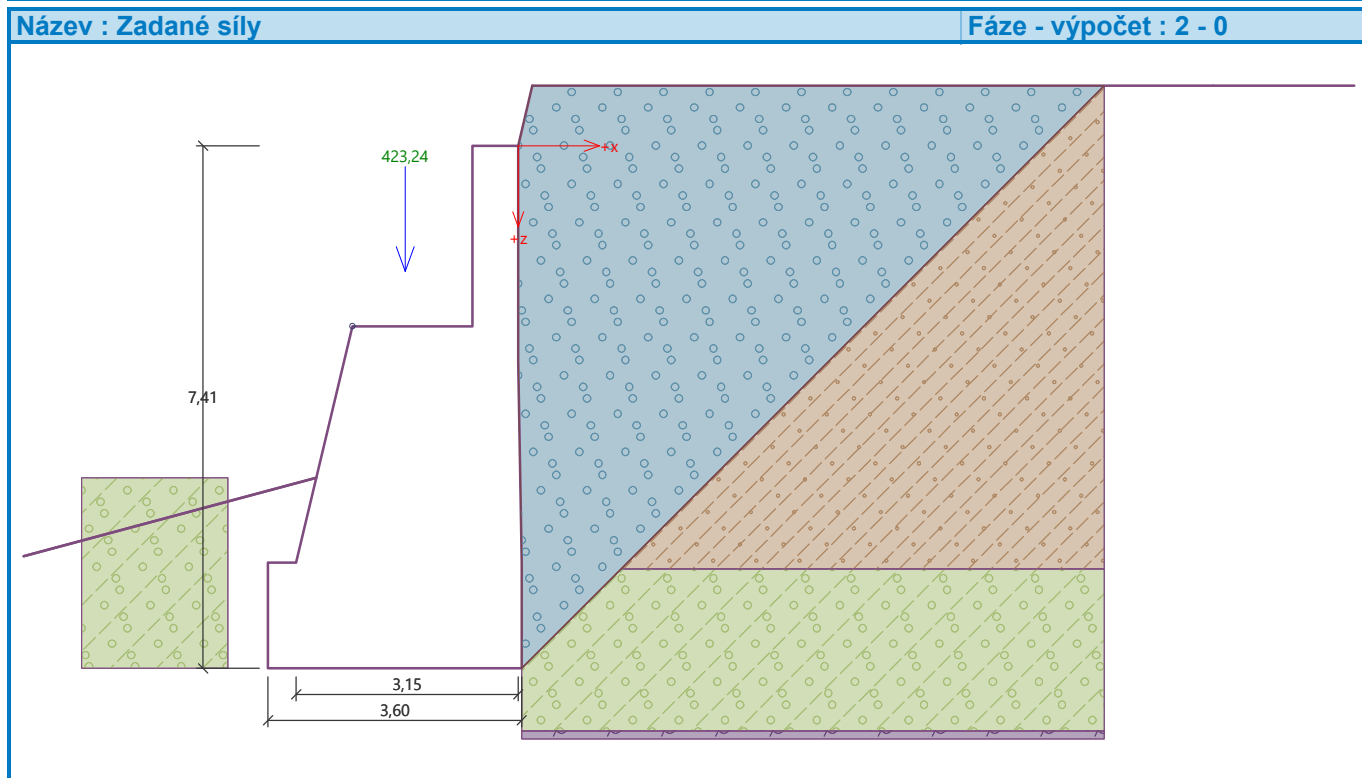 Název : Zadané síly
Fáze - výpočet : 2 - 0
423,24
+x
+z
7,41
3,15
3,60